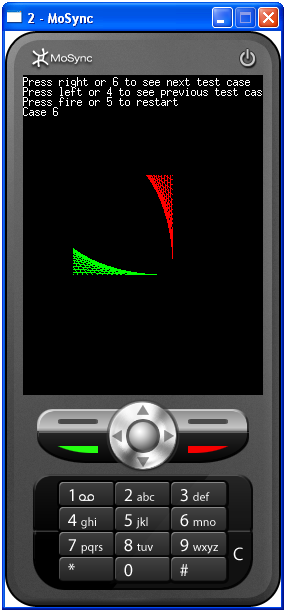 2 - MoSync
MoSync
Press right or 6 to see next test case
Press left or 4 to see previous test cas
Press fire or 5 to restart
Case 6
1 2 abc 3 def
4 ghi 5 jkl 6 mno
7 pqrs 8 tuv 9 wxyz C
* 0 #